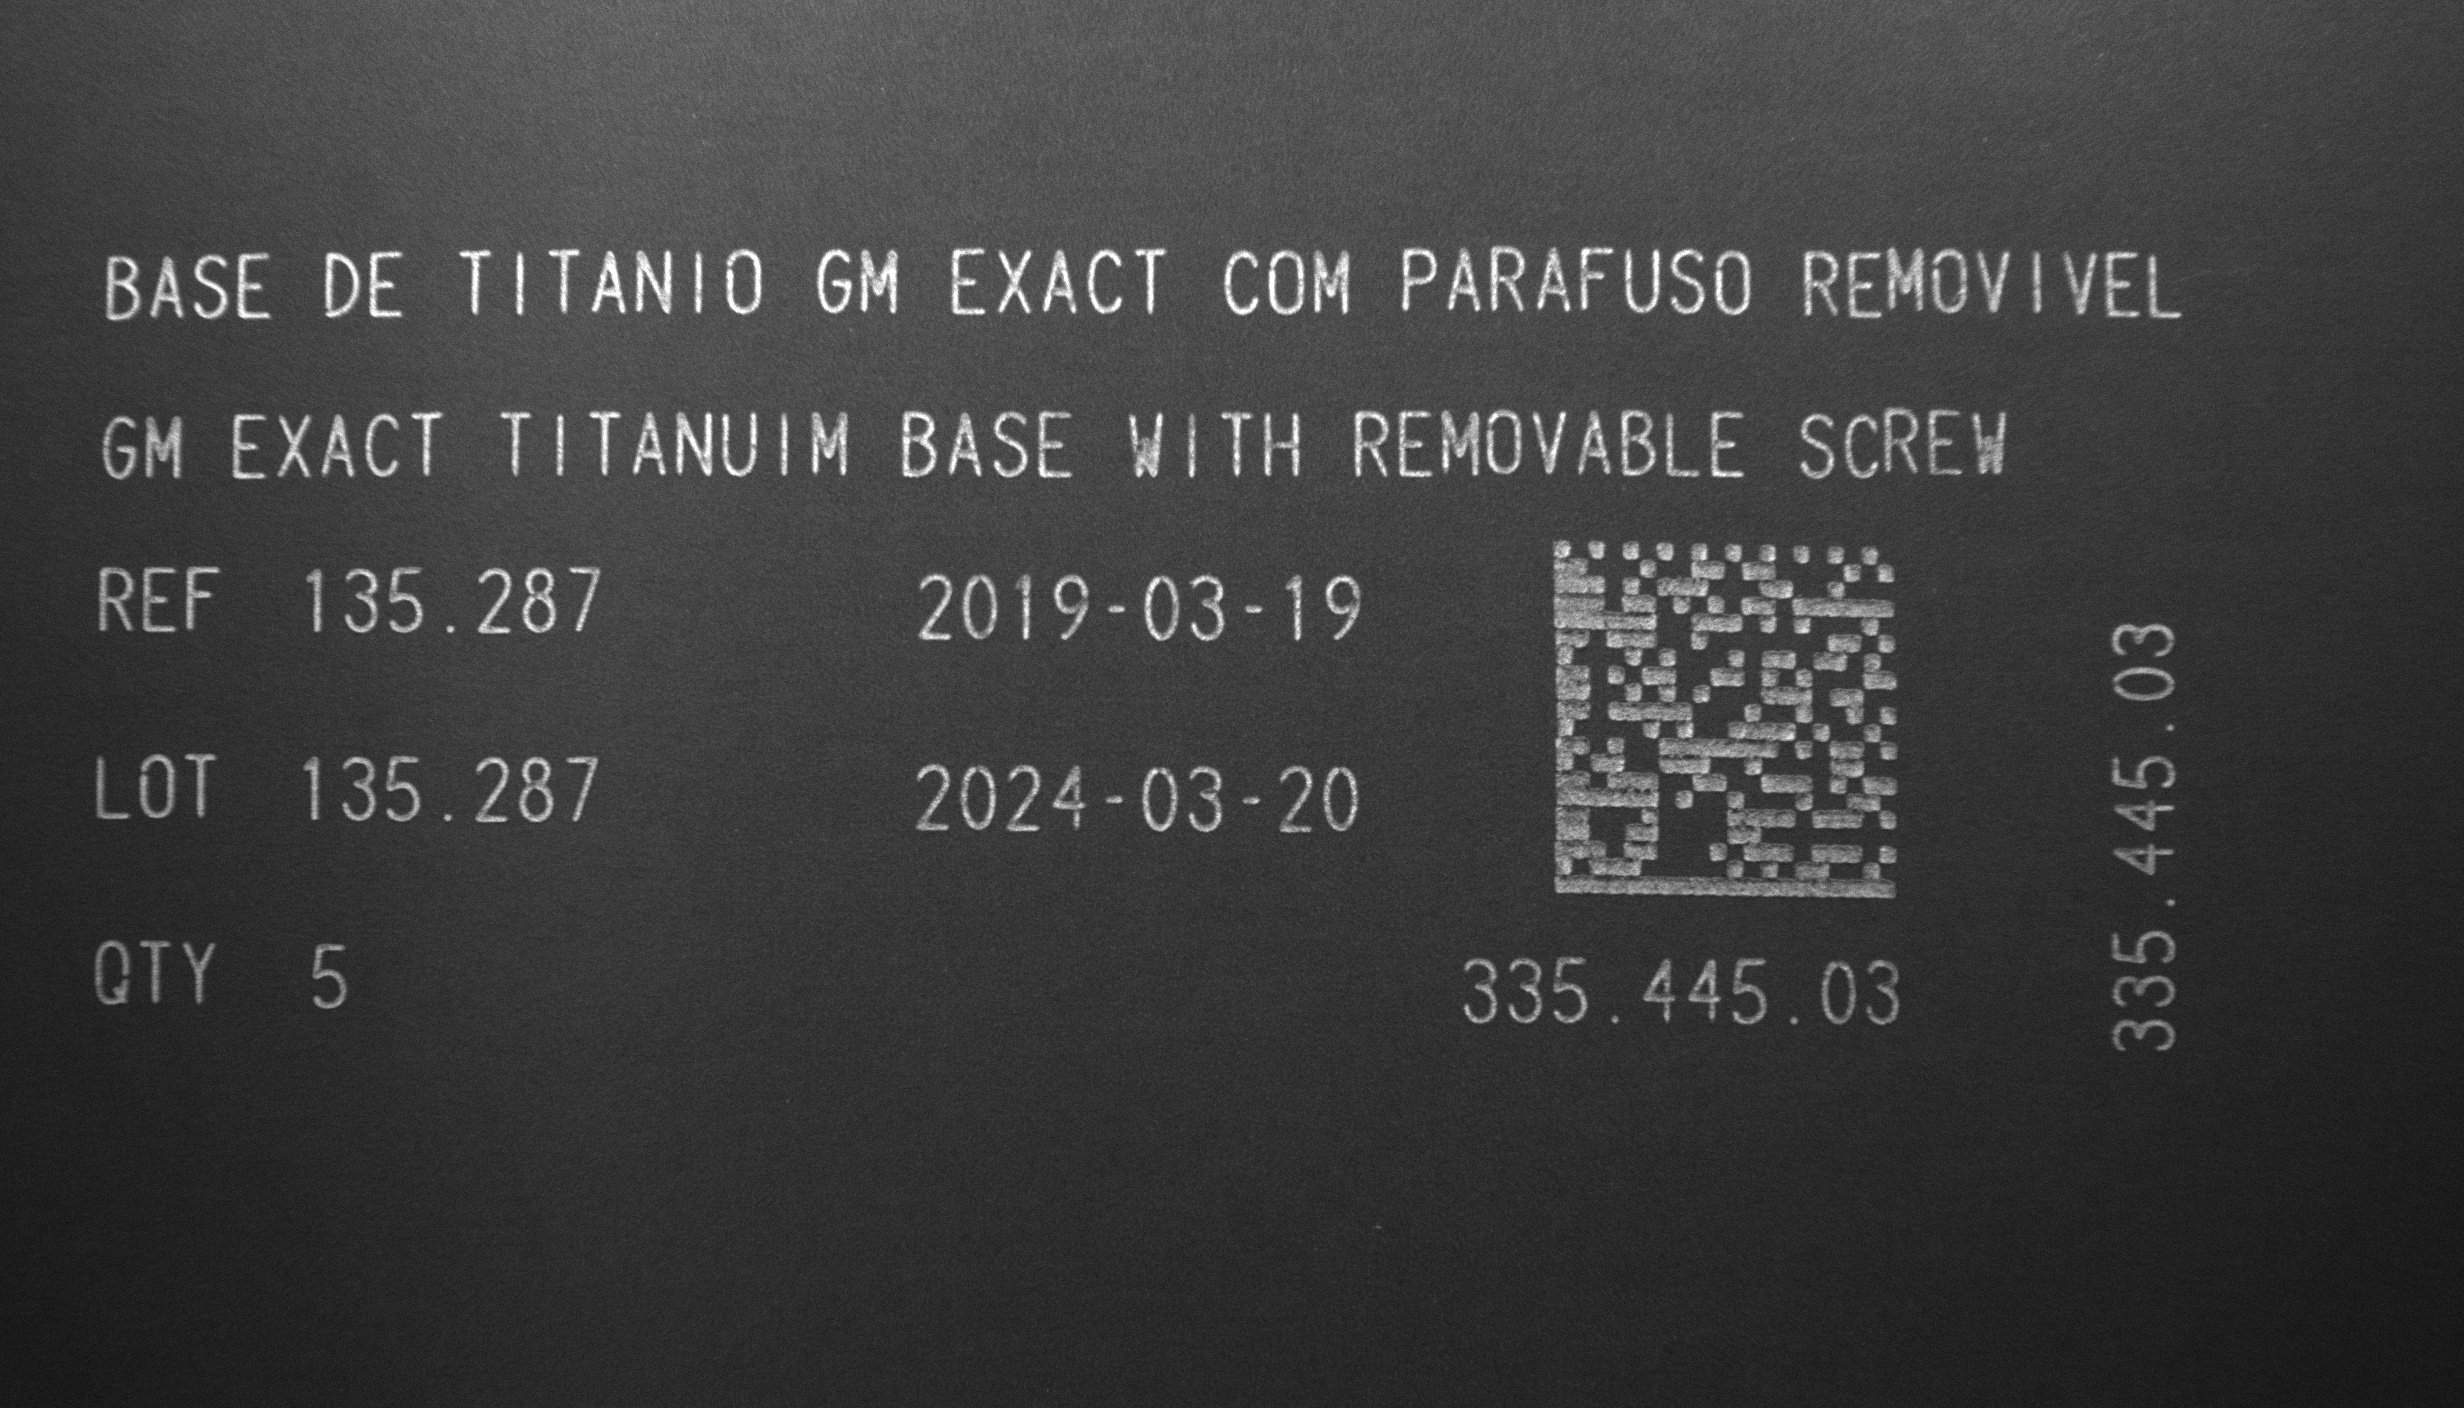 BASE DE TITANIO GM EXACT COM PARAFUSO REMOVIVEL
GM EXACT TITANUIM BASE WITH REMOVABLE SCREW
REF 135.287 2019-03-19
LOT 135.287 2024-03-20
QTY 5
335.445.03
335.445.03